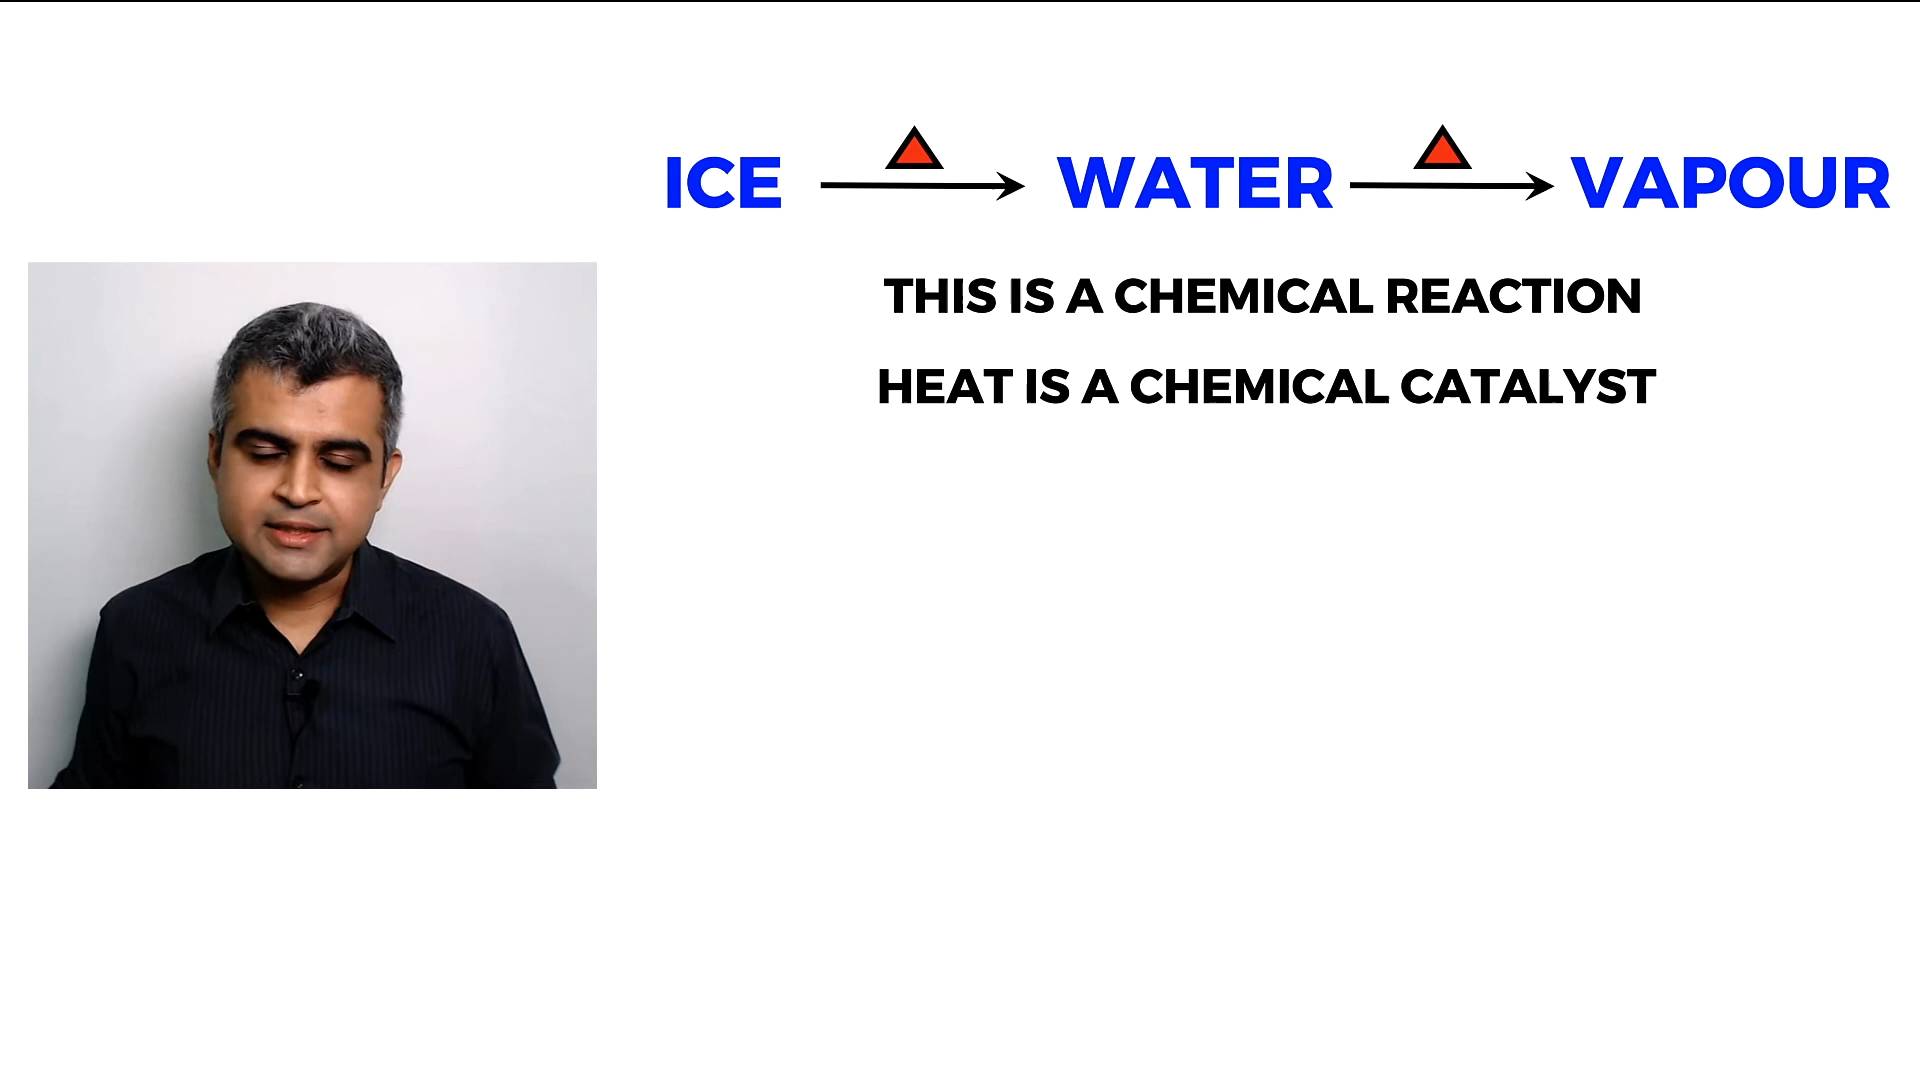 ICE WATER VAPOUR
THIS IS A CHEMICAL REACTION
HEAT IS A CHEMICAL CATALYST